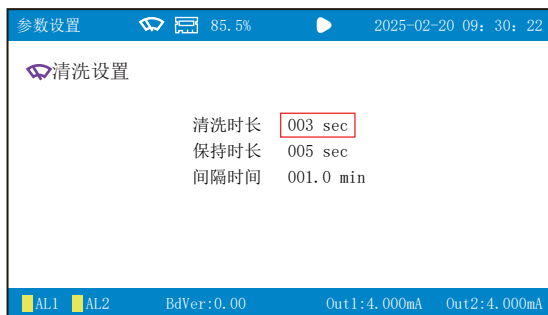 参数设置 85.5% 2025-02-20 09: 30: 22
清洗设置
清洗时长 003 sec
保持时长 005 sec
间隔时间 001.0 min
AL1 AL2 BdVer:0.00 Out1:4.000mA Out2:4.000mA